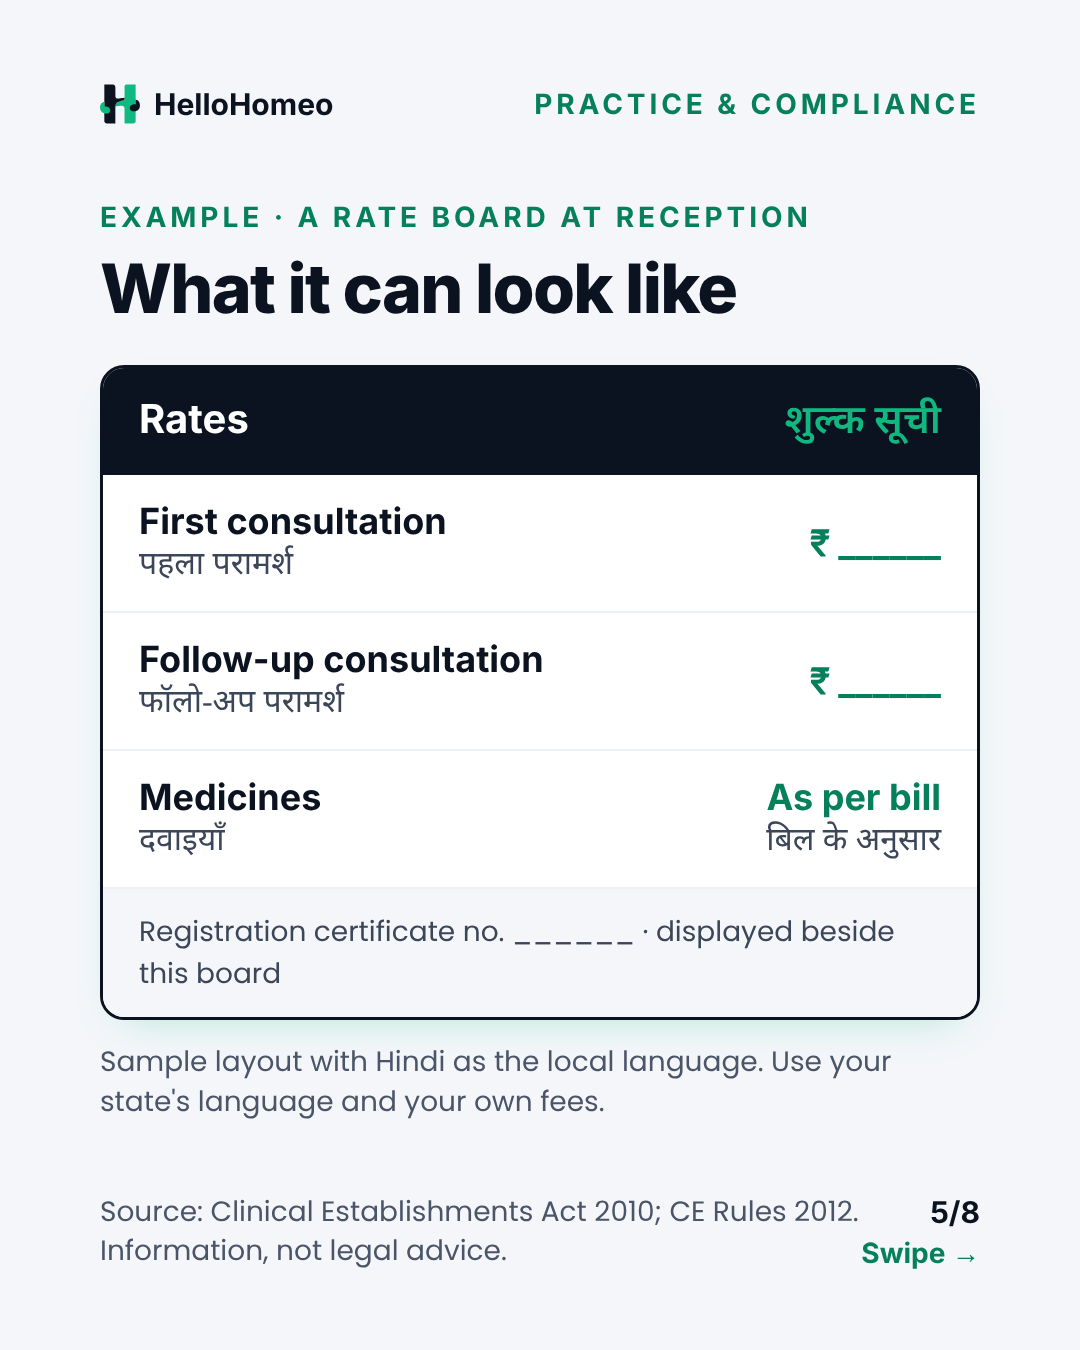 HelloHomeo
PRACTICE & COMPLIANCE
EXAMPLE · A RATE BOARD AT RECEPTION
What it can look like
Rates
शुल्क सूची
First consultation
पहला परामर्श
₹ ______
Follow-up consultation
फॉलो-अप परामर्श
₹ ______
Medicines
दवाइयाँ
As per bill
बिल के अनुसार
Registration certificate no. ______ · displayed beside
this board
Sample layout with Hindi as the local language. Use your
state's language and your own fees.
Source: Clinical Establishments Act 2010; CE Rules 2012.
Information, not legal advice.
5/8
Swipe →